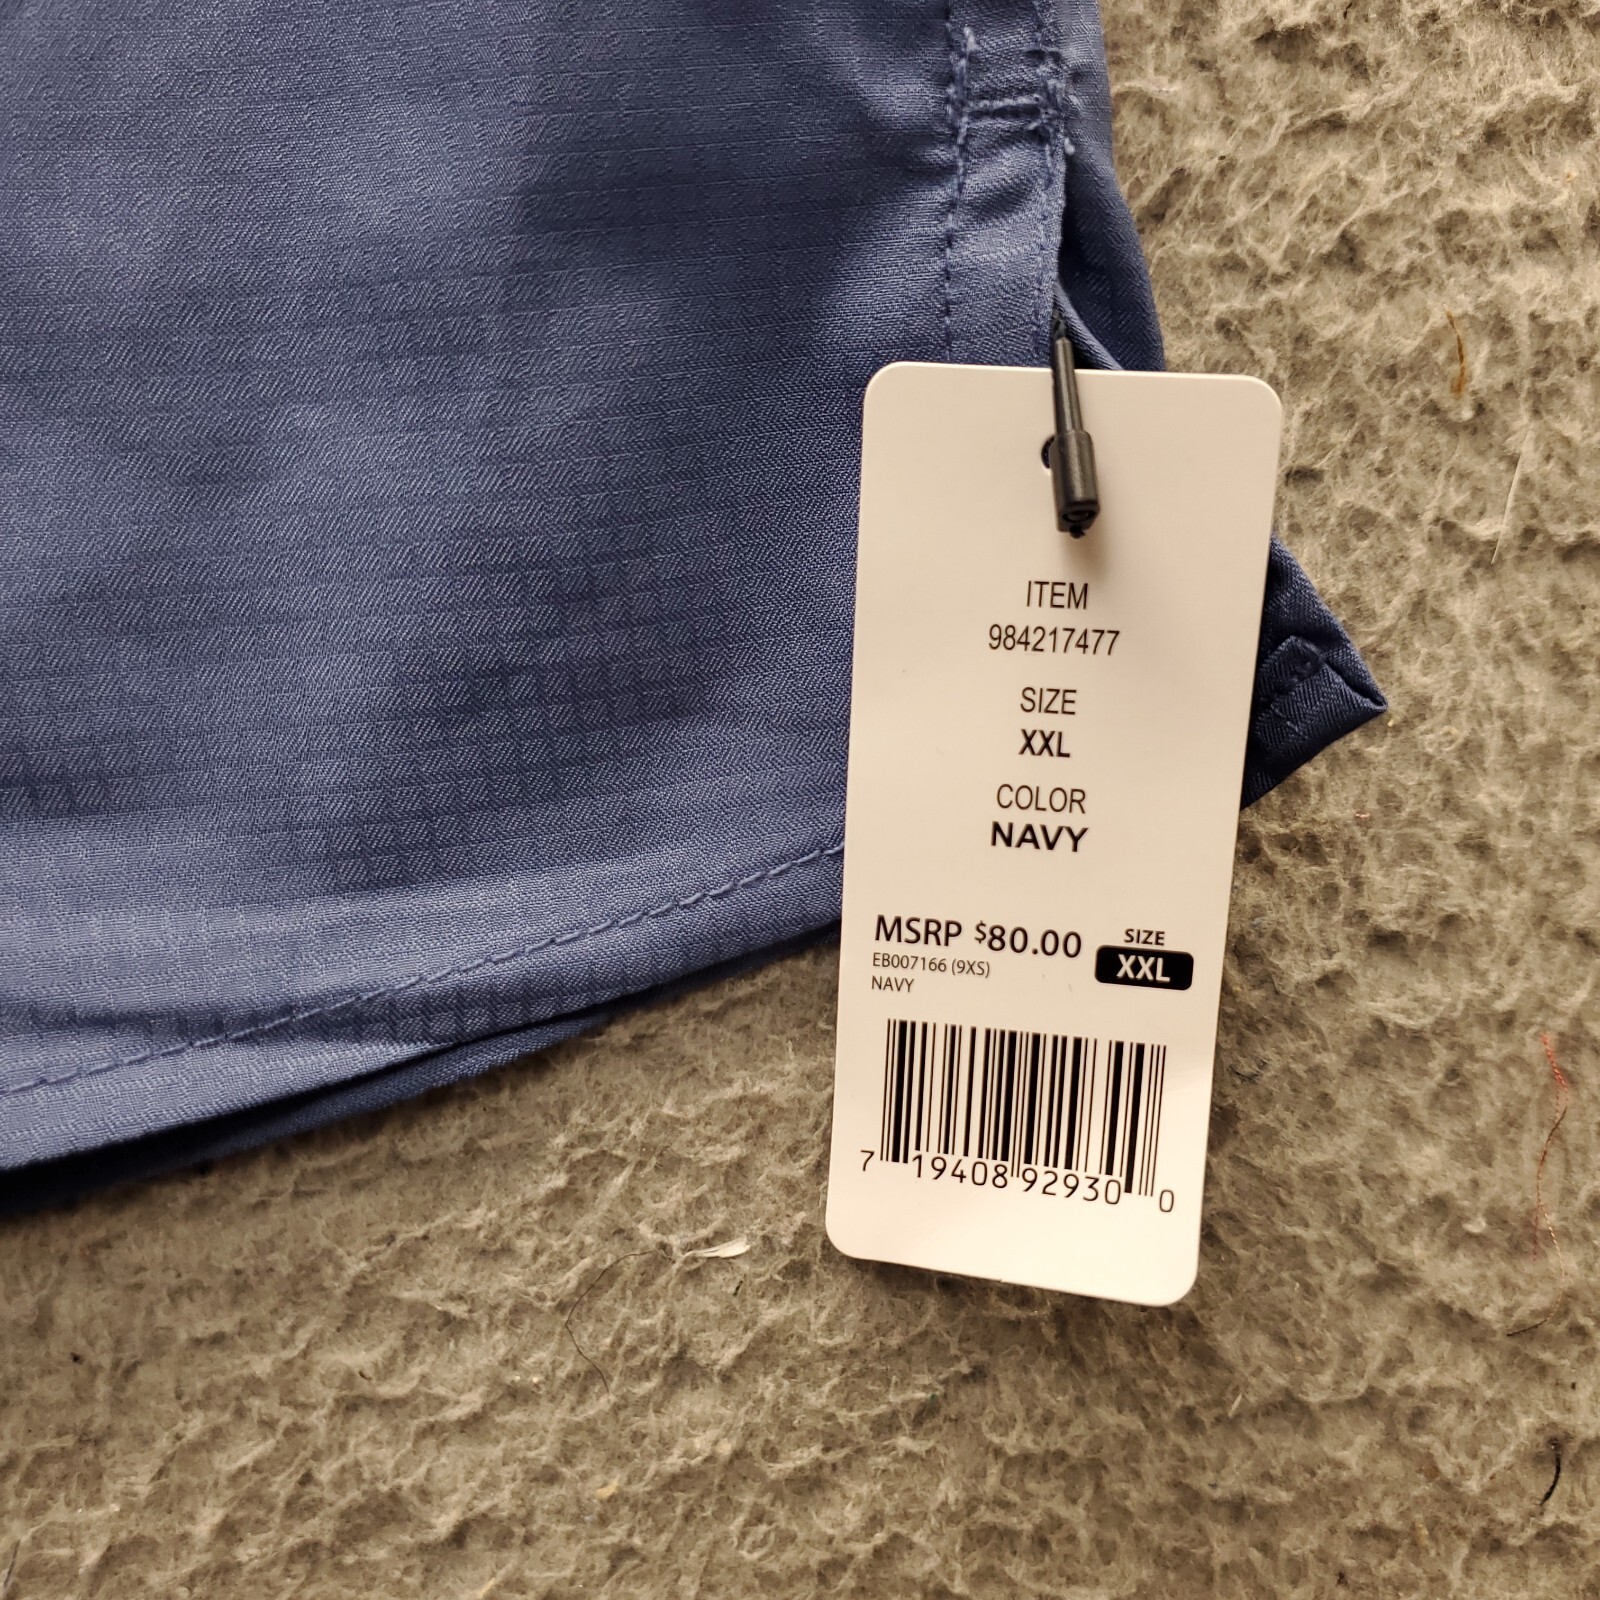 ITEM
984217477
SIZE
XXL
COLOR
NAVY
MSRP $80.00
EB007166 (9XS)
NAVY
SIZE
XXL
7 19408 92930 0